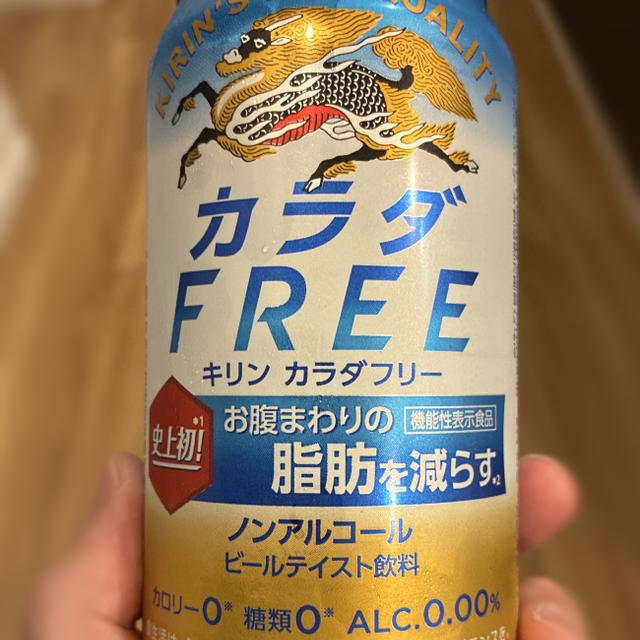 KIRIN'S QUALITY
カラダ
FREE
キリン カラダフリー
史上初!※1
お腹まわりの 機能性表示食品
脂肪を減らす※2
ノンアルコール
ビールテイスト飲料
カロリー0※ 糖類0※ ALC.0.00%